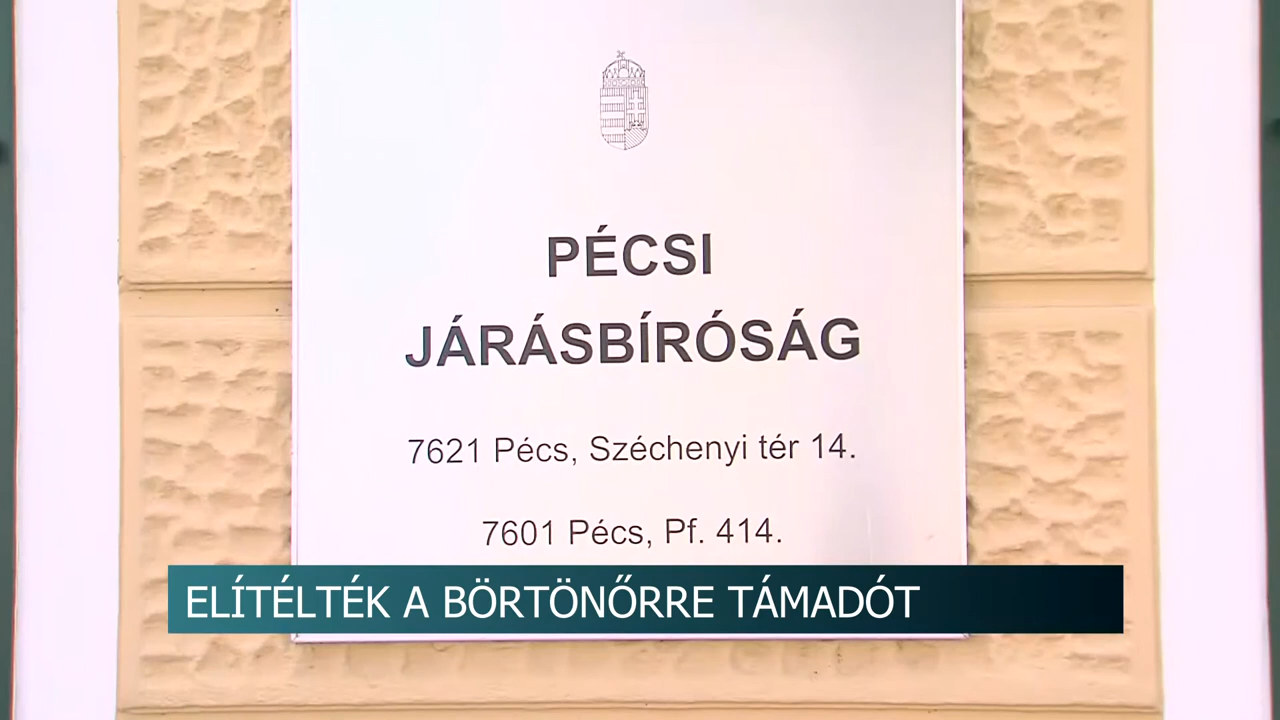 PÉCSI
JÁRÁSBÍRÓSÁG
7621 Pécs, Széchenyi tér 14.
7601 Pécs, Pf. 414.
ELÍTÉLTÉK A BÖRTÖNŐRRE TÁMADÓT